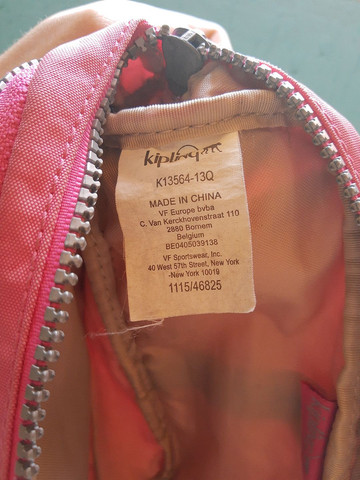 kipling
K13564-13Q
MADE IN CHINA
VF Europe bvba
C. Van Kerckhovenstraat 110
2880 Bornem
Belgium
BE0405039138
VF Sportswear, Inc.
40 West 57th Street, New York
-New York 10019
1115/46825